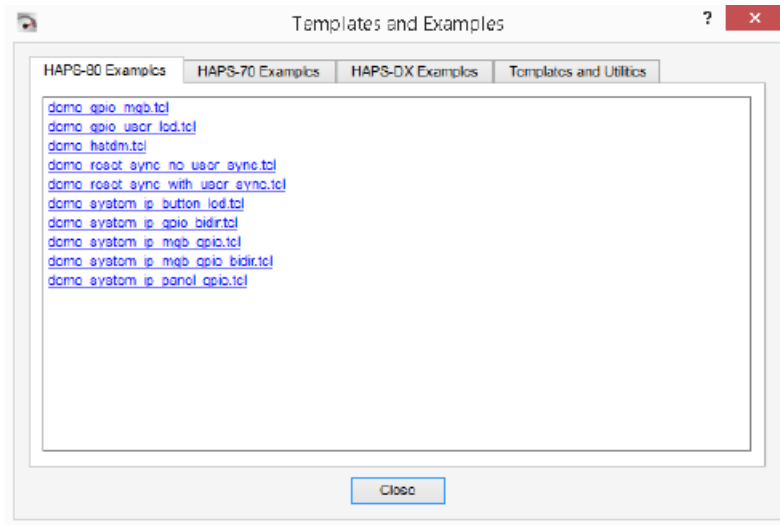 Templates and Examples
?
HAPS-80 Examples
HAPS-70 Examples
HAPS-DX Examples
Templates and Utilities
demo_gpio_mgb.tcl
demo_gpio_user_led.tcl
demo_hstdm.tcl
demo_reset_sync_no_user_sync.tcl
demo_reset_sync_with_user_sync.tcl
demo_system_ip_button_led.tcl
demo_system_ip_gpio_bidir.tcl
demo_system_ip_mgb_gpio.tcl
demo_system_ip_mgb_gpio_bidir.tcl
demo_system_ip_panel_gpio.tcl
Close